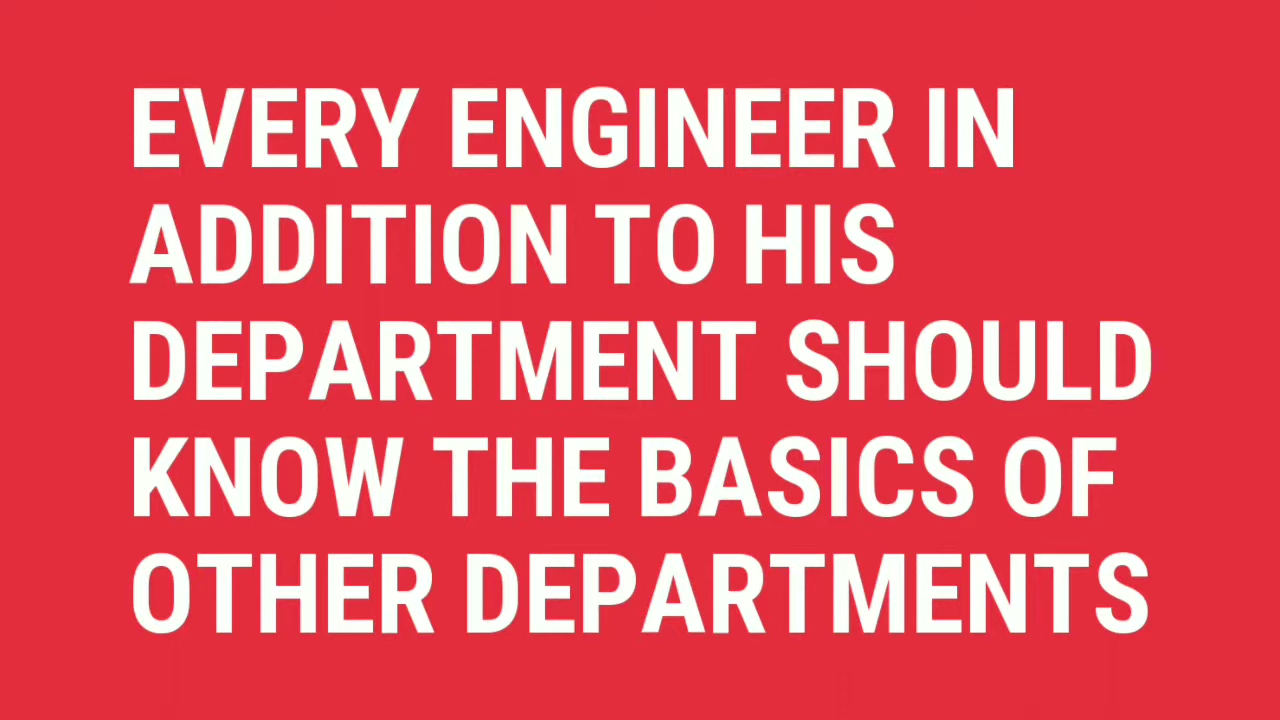 EVERY ENGINEER IN
ADDITION TO HIS
DEPARTMENT SHOULD
KNOW THE BASICS OF
OTHER DEPARTMENTS